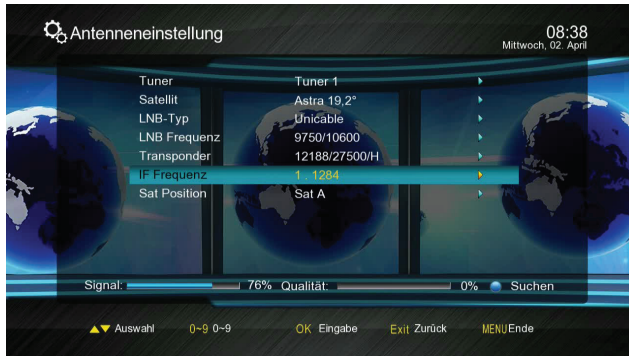 Antenneneinstellung
08:38
Mittwoch, 02. April
Tuner Tuner 1
Satellit Astra 19,2°
LNB-Typ Unicable
LNB Frequenz 9750/10600
Transponder 12188/27500/H
IF Frequenz 1 . 1284
Sat Position Sat A
Signal: 76% Qualität: 0% Suchen
▲▼ Auswahl 0~9 0~9 OK Eingabe Exit Zurück MENU Ende